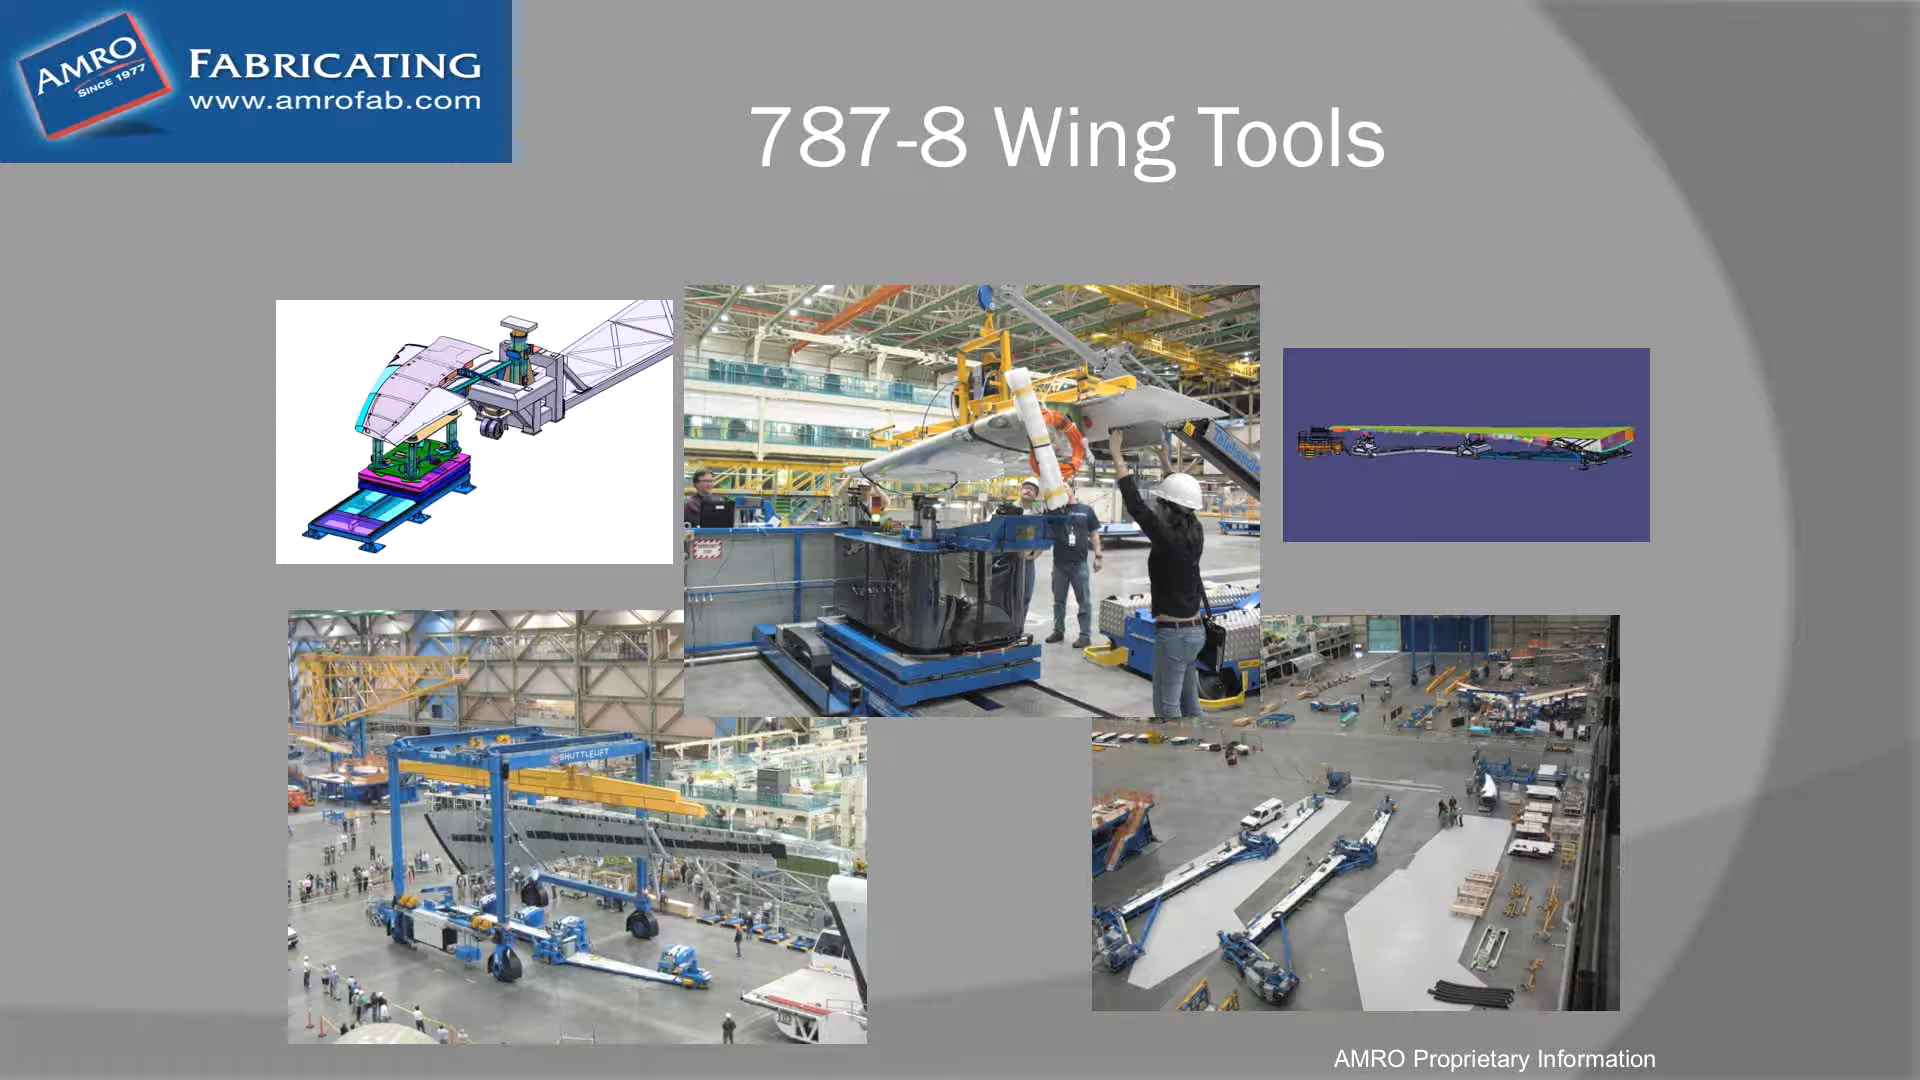 AMRO
SINCE 1977
FABRICATING
www.amrofab.com
787-8 Wing Tools
SHUTTLELIFT
AMRO Proprietary Information